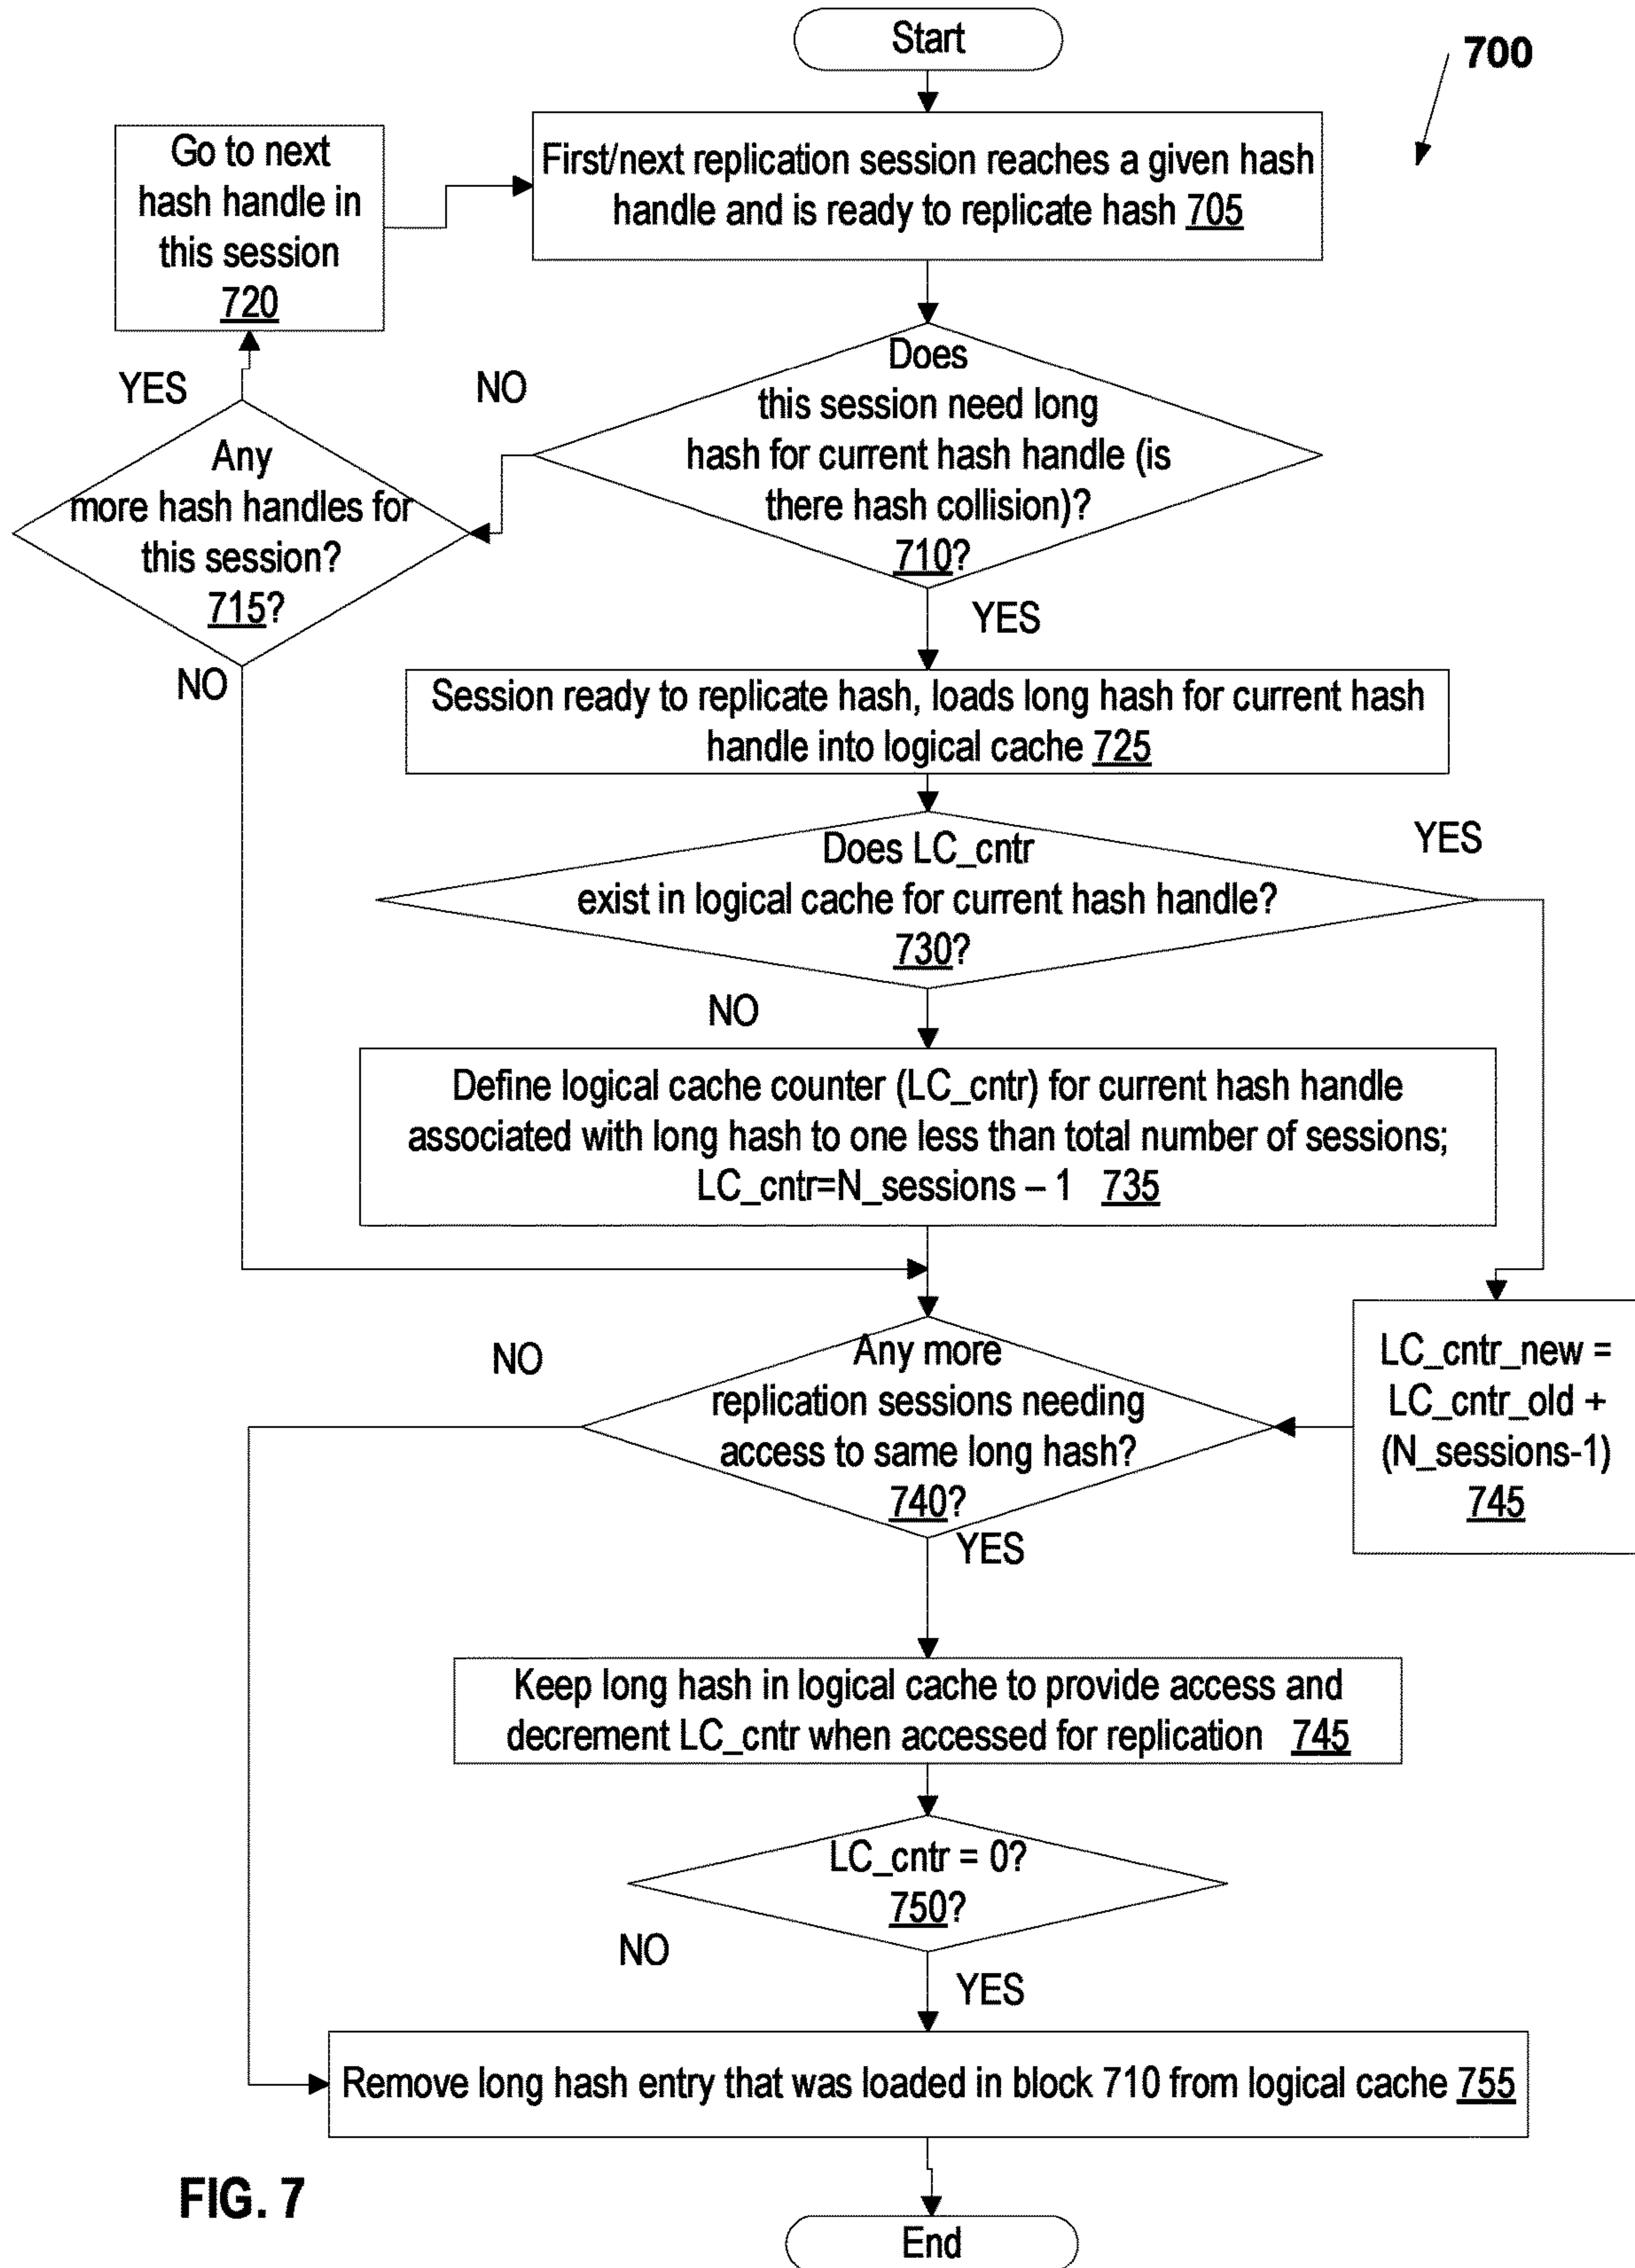 Start
700
Go to next
hash handle in
this session
720
First/next replication session reaches a given hash
handle and is ready to replicate hash 705
YES
NO
Does
this session need long
hash for current hash handle (is
there hash collision)?
710?
Any
more hash handles for
this session?
715?
YES
NO
Session ready to replicate hash, loads long hash for current hash
handle into logical cache 725
Does LC_cntr
exist in logical cache for current hash handle?
730?
YES
NO
Define logical cache counter (LC_cntr) for current hash handle
associated with long hash to one less than total number of sessions;
LC_cntr=N_sessions – 1 735
NO
Any more
replication sessions needing
access to same long hash?
740?
YES
LC_cntr_new =
LC_cntr_old +
(N_sessions-1)
745
Keep long hash in logical cache to provide access and
decrement LC_cntr when accessed for replication 745
LC_cntr = 0?
750?
NO
YES
Remove long hash entry that was loaded in block 710 from logical cache 755
FIG. 7
End